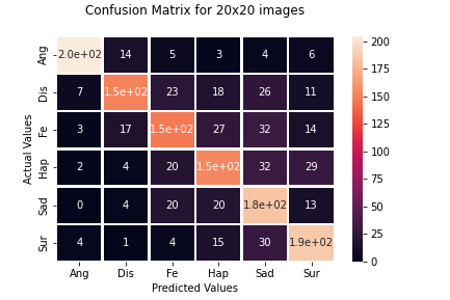 Confusion Matrix for 20x20 images
Actual Values
Ang 2.0e+02 14 5 3 4 6
Dis 7 1.5e+02 23 18 26 11
Fe 3 17 1.5e+02 27 32 14
Hap 2 4 20 1.5e+02 32 29
Sad 0 4 20 20 1.8e+02 13
Sur 4 1 4 15 30 1.9e+02
Ang Dis Fe Hap Sad Sur
Predicted Values
200
175
150
125
100
75
50
25
0